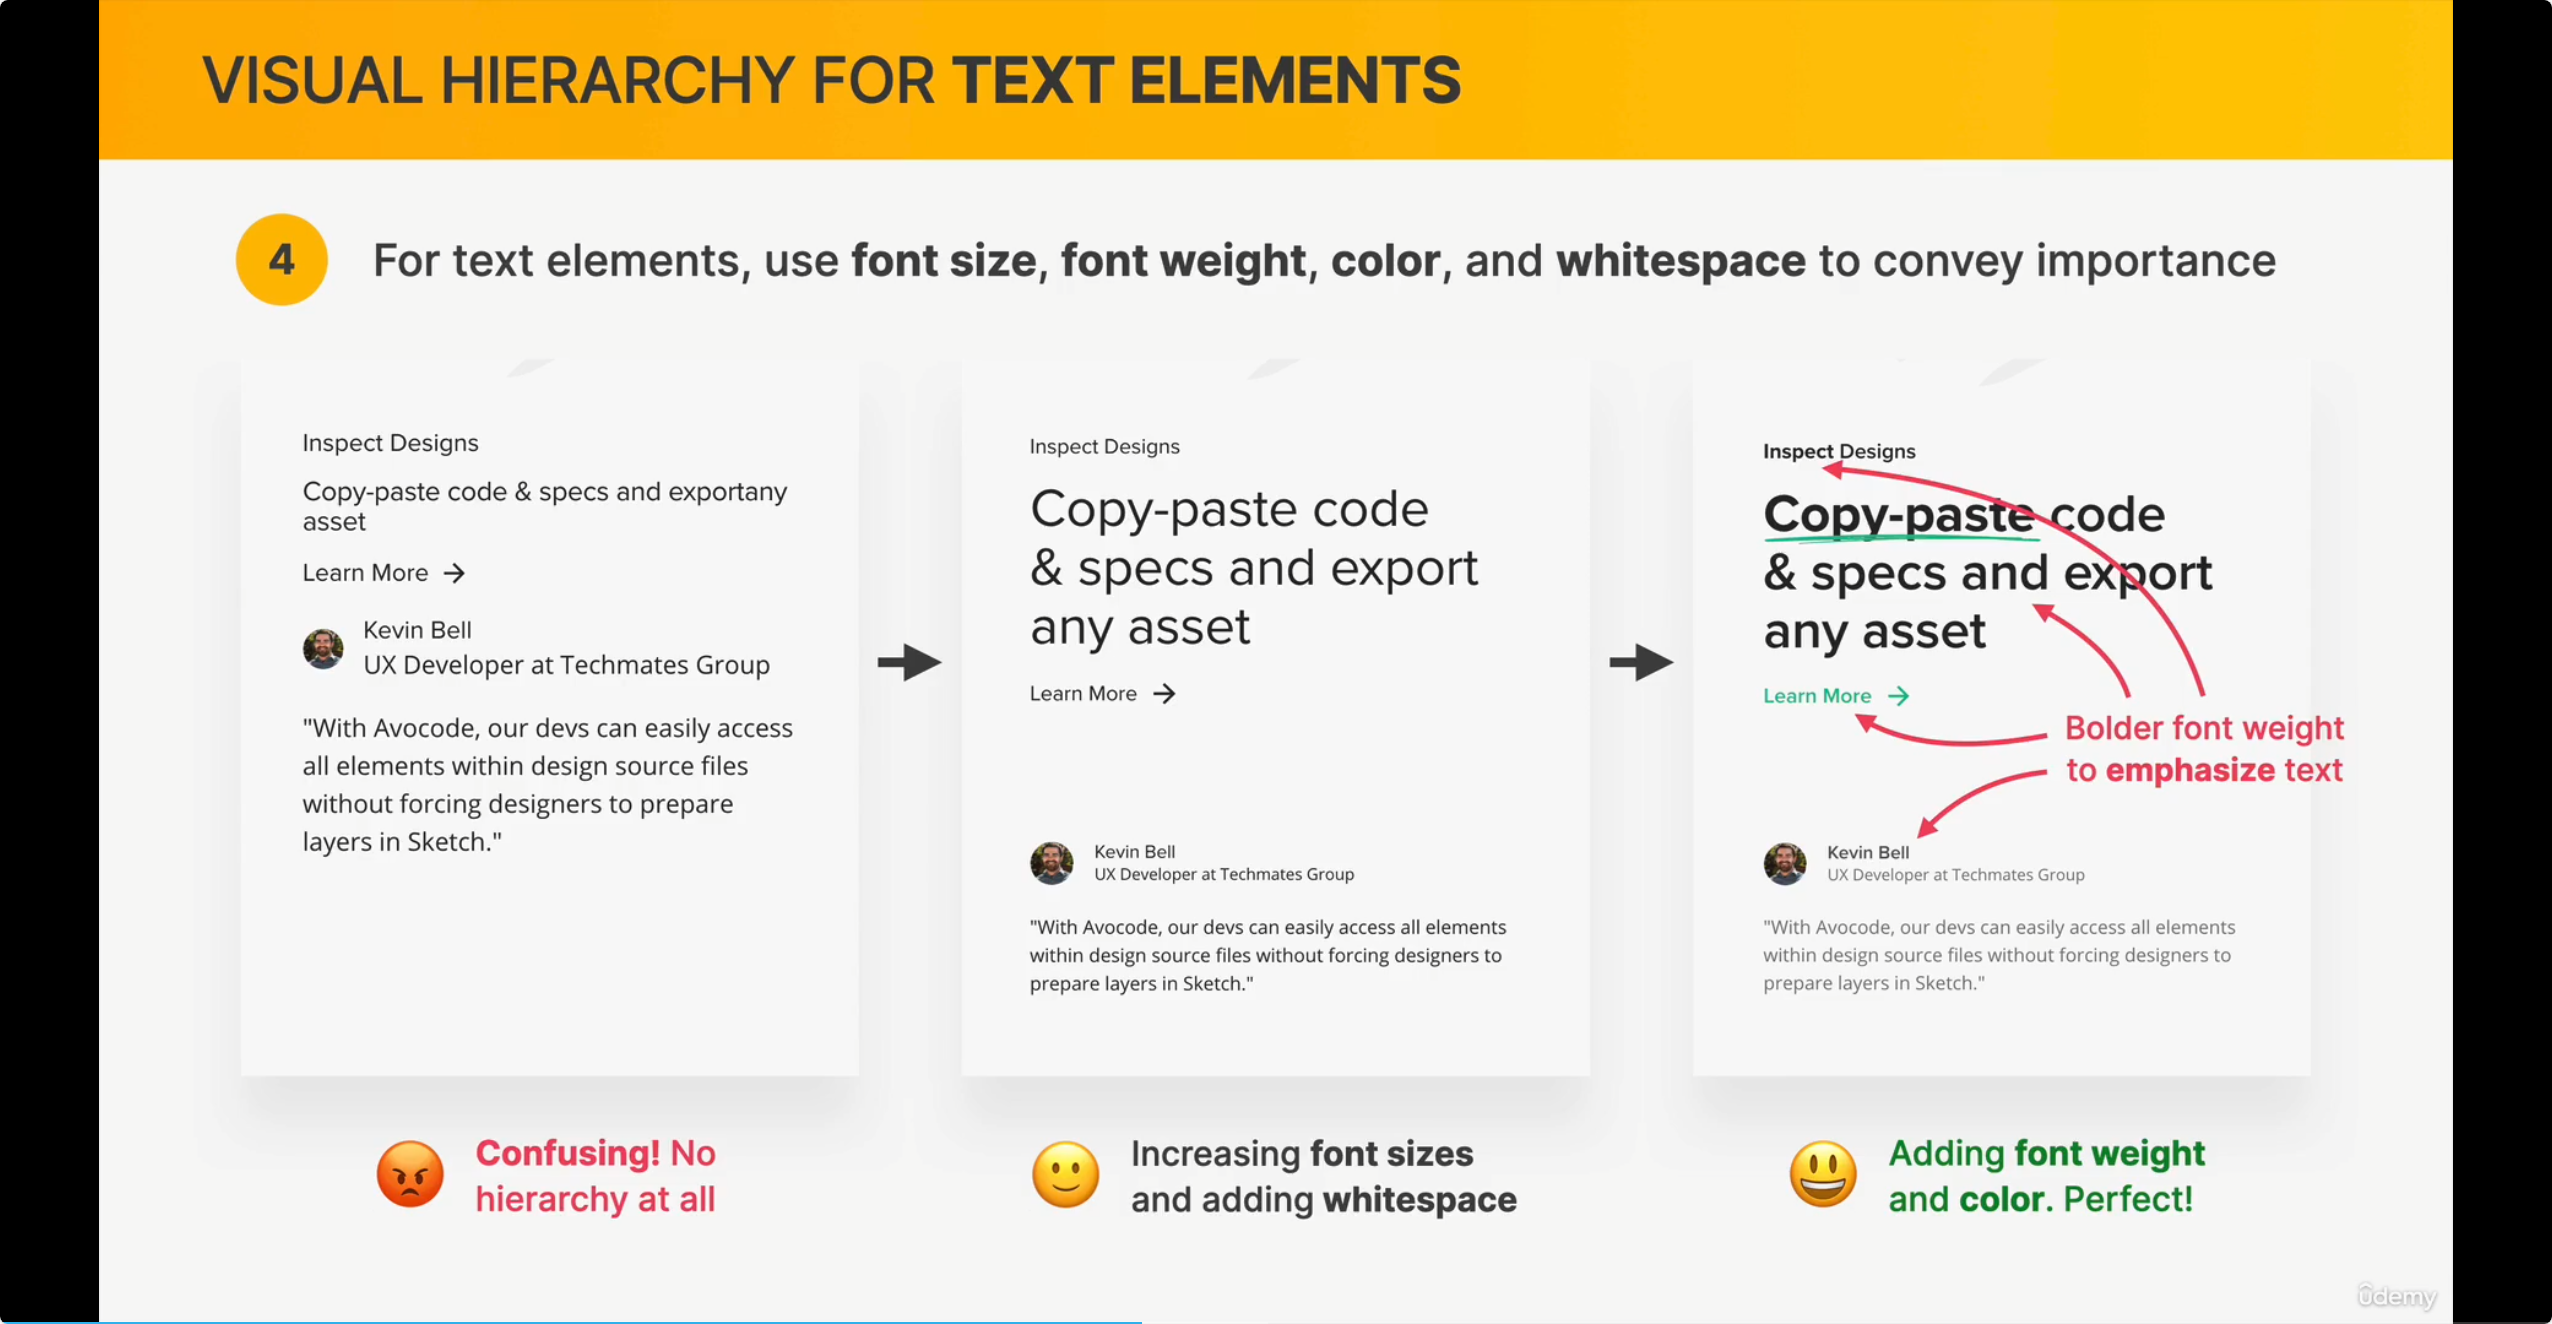 VISUAL HIERARCHY FOR TEXT ELEMENTS
4
For text elements, use font size, font weight, color, and whitespace to convey importance
Inspect Designs
Copy-paste code & specs and exportany
asset
Learn More →
Kevin Bell
UX Developer at Techmates Group
"With Avocode, our devs can easily access
all elements within design source files
without forcing designers to prepare
layers in Sketch."
Confusing! No
hierarchy at all
Inspect Designs
Copy-paste code
& specs and export
any asset
Learn More →
Kevin Bell
UX Developer at Techmates Group
"With Avocode, our devs can easily access all elements
within design source files without forcing designers to
prepare layers in Sketch."
Increasing font sizes
and adding whitespace
Inspect Designs
Copy-paste code
& specs and export
any asset
Learn More →
Bolder font weight
to emphasize text
Kevin Bell
UX Developer at Techmates Group
"With Avocode, our devs can easily access all elements
within design source files without forcing designers to
prepare layers in Sketch."
Adding font weight
and color. Perfect!
ûdemy